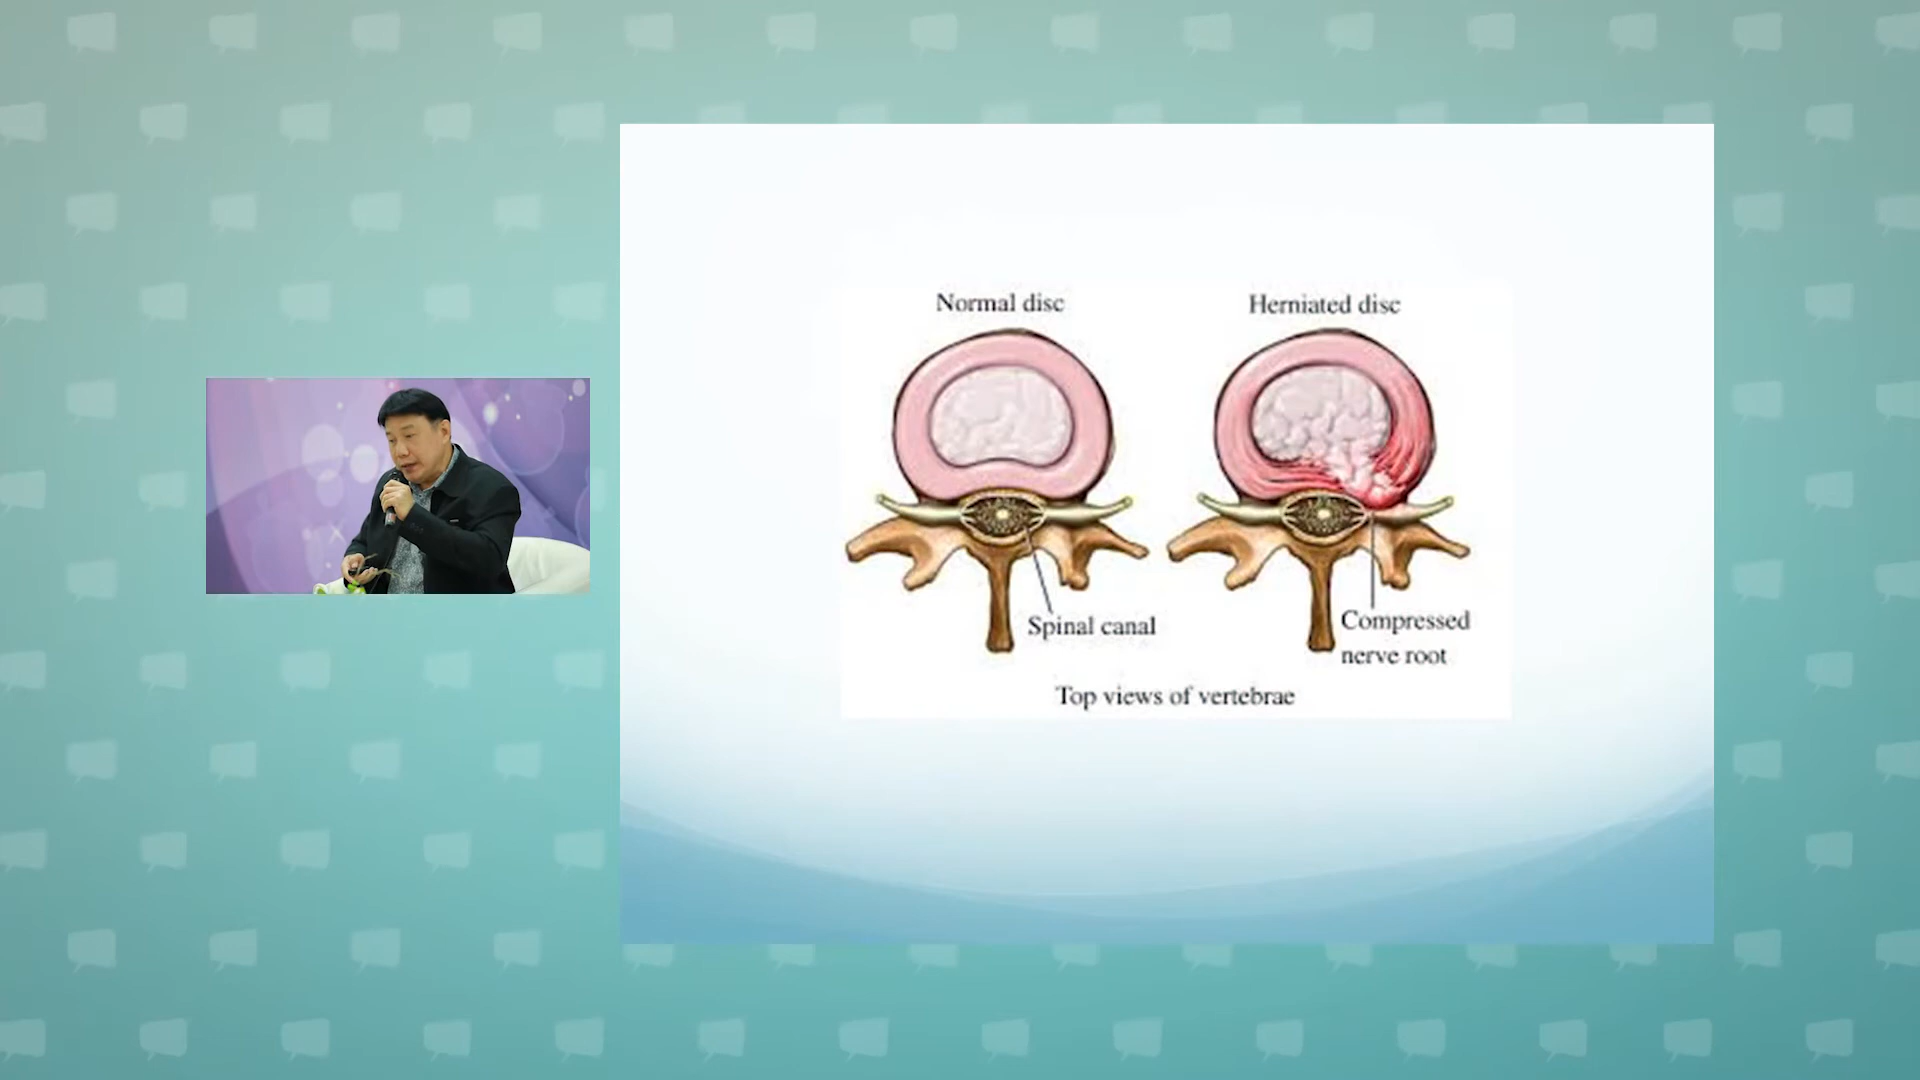 Normal disc
Herniated disc
Spinal canal
Compressed
nerve root
Top views of vertebrae